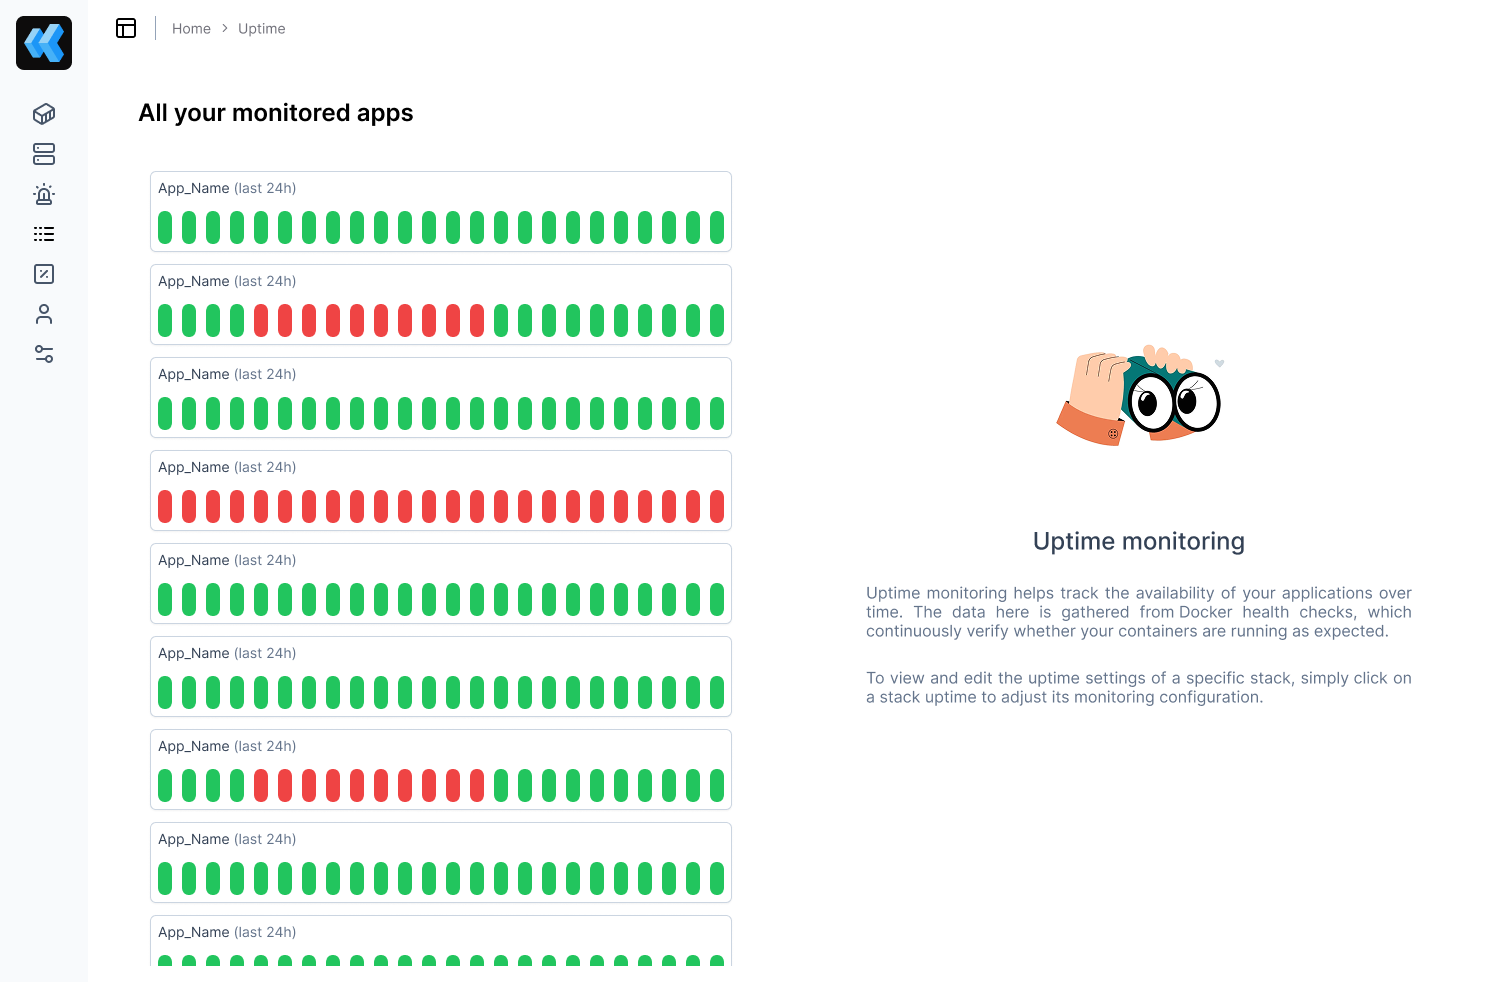 Home > Uptime
All your monitored apps
App_Name (last 24h)
App_Name (last 24h)
App_Name (last 24h)
App_Name (last 24h)
App_Name (last 24h)
App_Name (last 24h)
App_Name (last 24h)
App_Name (last 24h)
App_Name (last 24h)
Uptime monitoring
Uptime monitoring helps track the availability of your applications over
time. The data here is gathered from Docker health checks, which
continuously verify whether your containers are running as expected.
To view and edit the uptime settings of a specific stack, simply click on
a stack uptime to adjust its monitoring configuration.